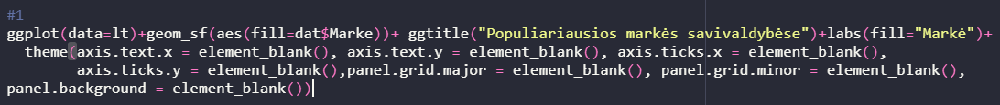 #1
ggplot(data=lt)+geom_sf(aes(fill=dat$Marke))+ ggtitle("Populiariausios markės savivaldybėse")+labs(fill="Markė")+
theme(axis.text.x = element_blank(), axis.text.y = element_blank(), axis.ticks.x = element_blank(),
axis.ticks.y = element_blank(),panel.grid.major = element_blank(), panel.grid.minor = element_blank(),
panel.background = element_blank())